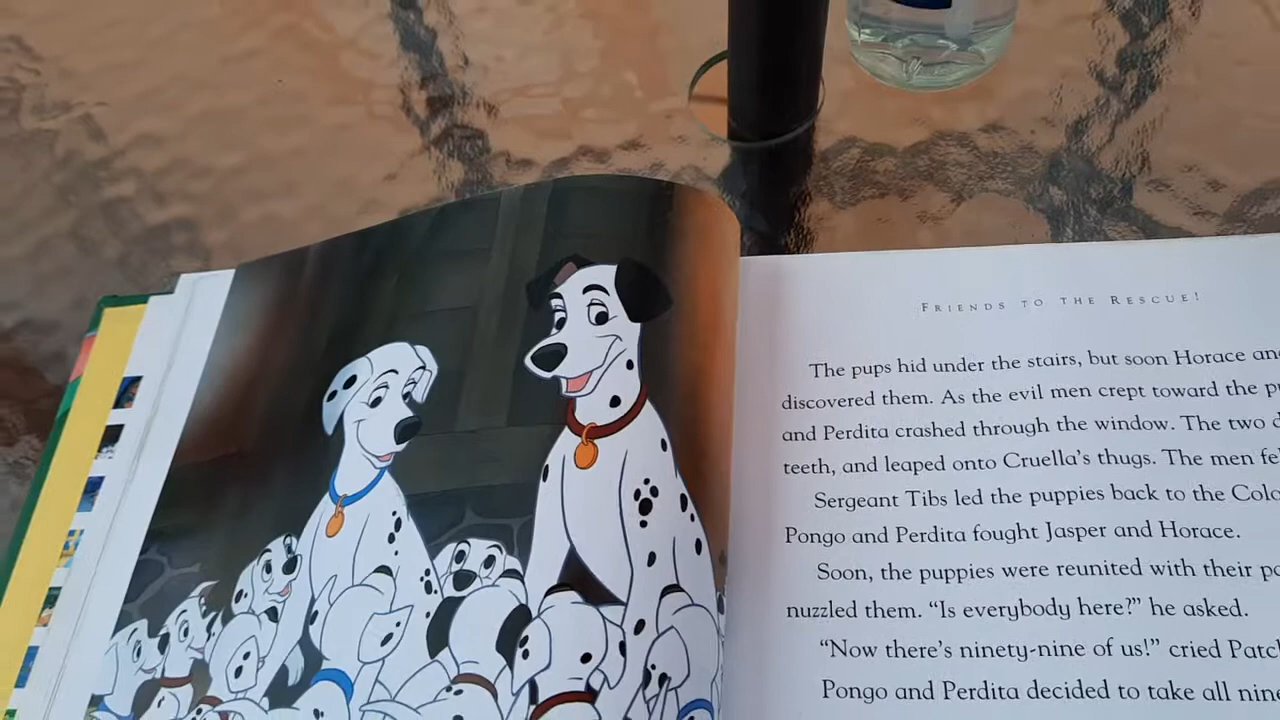 FRIENDS TO THE RESCUE!
The pups hid under the stairs, but soon Horace
discovered them. As the evil men crept toward the
and Perdita crashed through the window. The two
teeth, and leaped onto Cruella's thugs. The men
Sergeant Tibs led the puppies back to the
Pongo and Perdita fought Jasper and Horace.
Soon, the puppies were reunited with their
nuzzled them. "Is everybody here?" he asked.
"Now there's ninety-nine of us!" cried
Pongo and Perdita decided to take all